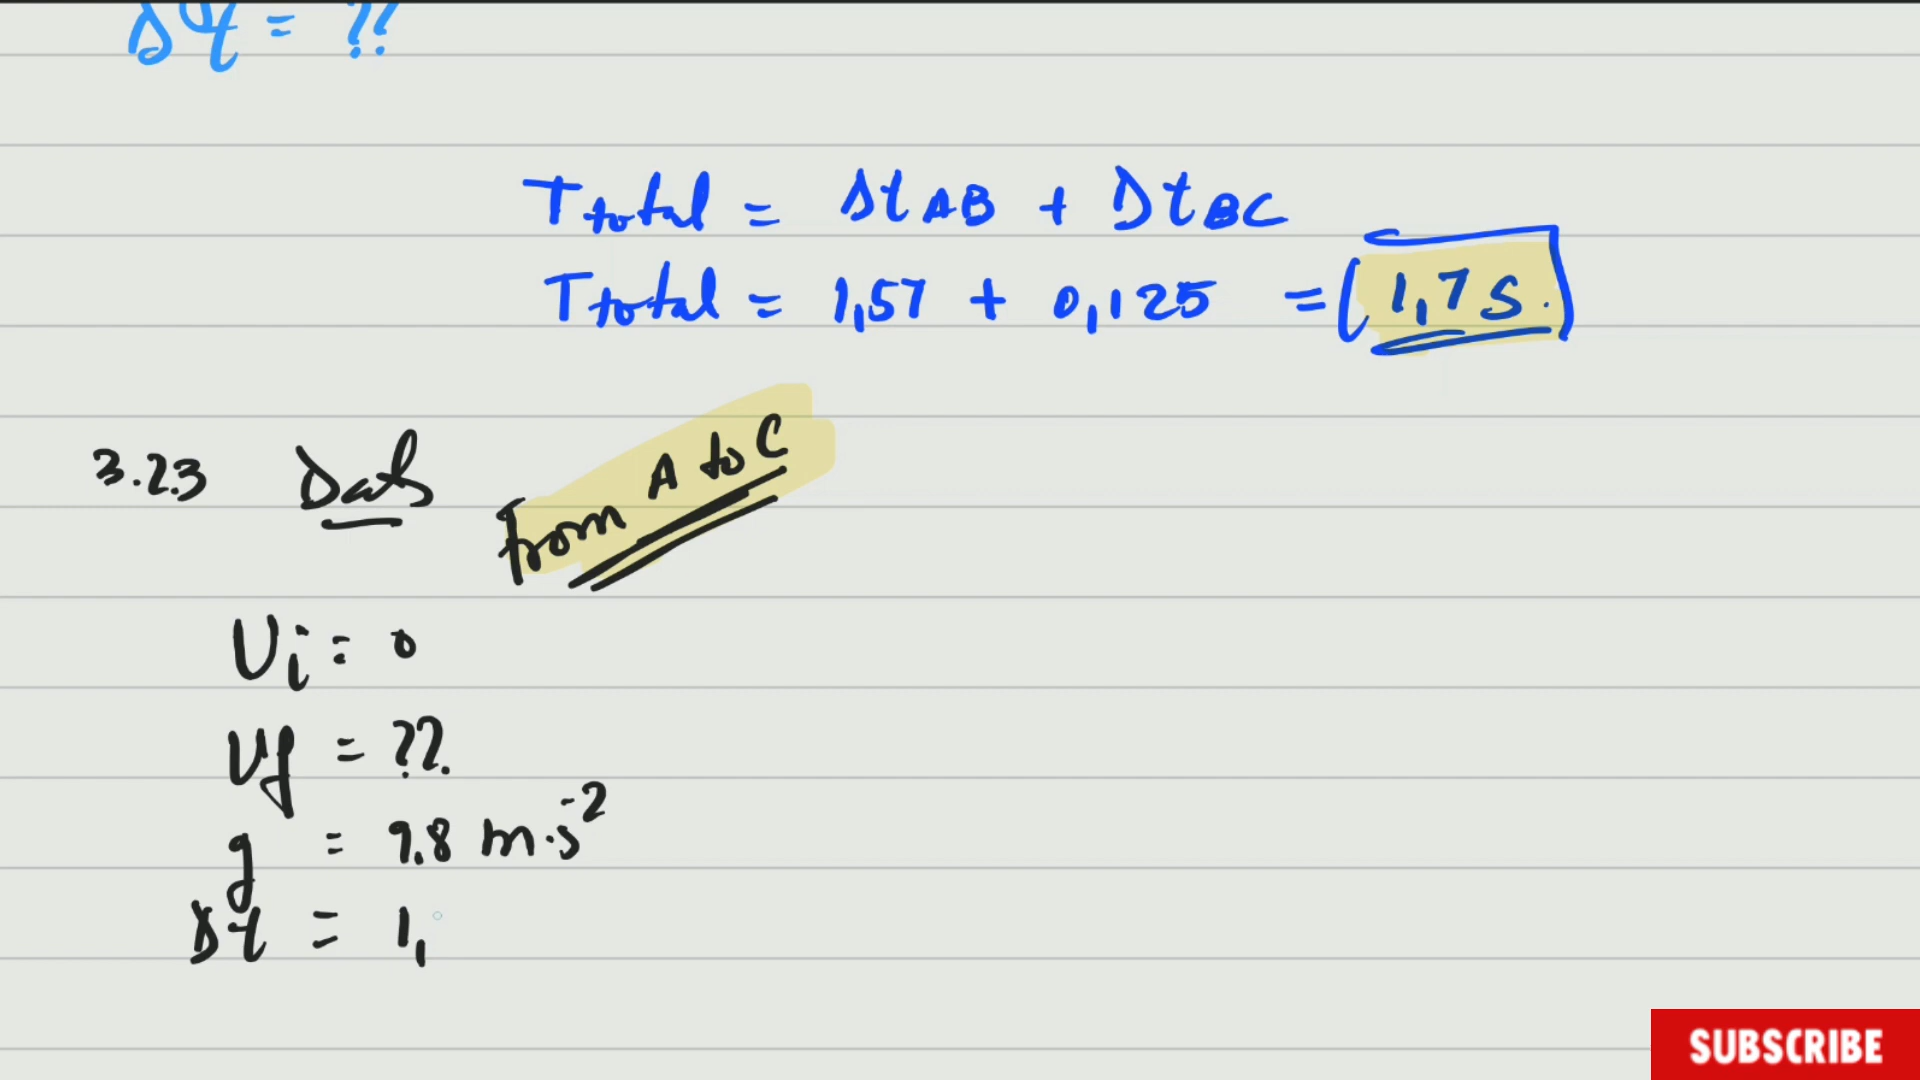 Δt = ??
Ttotal = ΔtAB + DtBC
Ttotal = 1,57 + 0,125 = (1,7 s.)
3.23 Data
from A to C
Vi = 0
Vf = ??.
g = 9.8 m·s⁻²
Δt = 1,
SUBSCRIBE